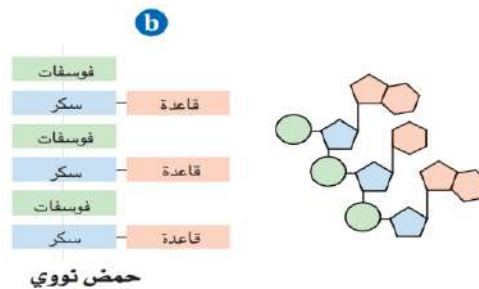 b
فوسفات
سكر قاعدة
فوسفات
سكر قاعدة
فوسفات
سكر قاعدة
حمض نووي